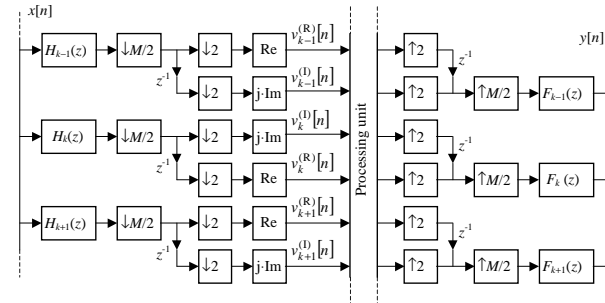 x[n] y[n]
H_{k-1}(z) ↓M/2 ↓2 Re v_{k-1}^{(R)}[n] ↑2
z^{-1} z^{-1}
↓2 j·Im v_{k-1}^{(I)}[n] ↑2 ↑M/2 F_{k-1}(z)
H_k(z) ↓M/2 ↓2 j·Im v_k^{(I)}[n] ↑2
z^{-1} z^{-1}
↓2 Re v_k^{(R)}[n] ↑2 ↑M/2 F_k(z)
Processing unit
H_{k+1}(z) ↓M/2 ↓2 Re v_{k+1}^{(R)}[n] ↑2
z^{-1} z^{-1}
↓2 j·Im v_{k+1}^{(I)}[n] ↑2 ↑M/2 F_{k+1}(z)